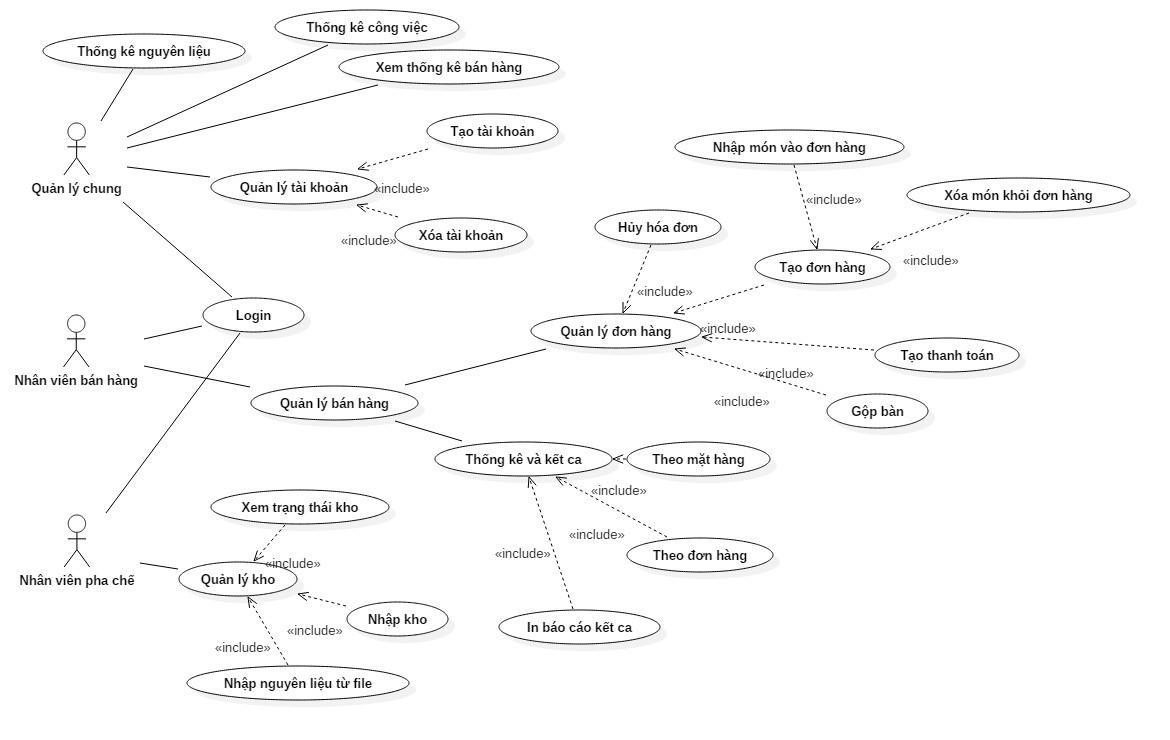 Thống kê công việc
Thống kê nguyên liệu
Xem thống kê bán hàng
Tạo tài khoản
Nhập món vào đơn hàng
Quản lý chung
Quản lý tài khoản
«include»
Xóa món khỏi đơn hàng
«include»
Hủy hóa đơn
Xóa tài khoản
«include»
Tạo đơn hàng
«include»
«include»
Login
Quản lý đơn hàng
«include»
Tạo thanh toán
Nhân viên bán hàng
«include»
Quản lý bán hàng
«include»
Gộp bàn
Thống kê và kết ca
Theo mặt hàng
«include»
Xem trạng thái kho
«include»
«include»
Theo đơn hàng
«include»
Nhân viên pha chế
Quản lý kho
Nhập kho
«include»
In báo cáo kết ca
«include»
Nhập nguyên liệu từ file